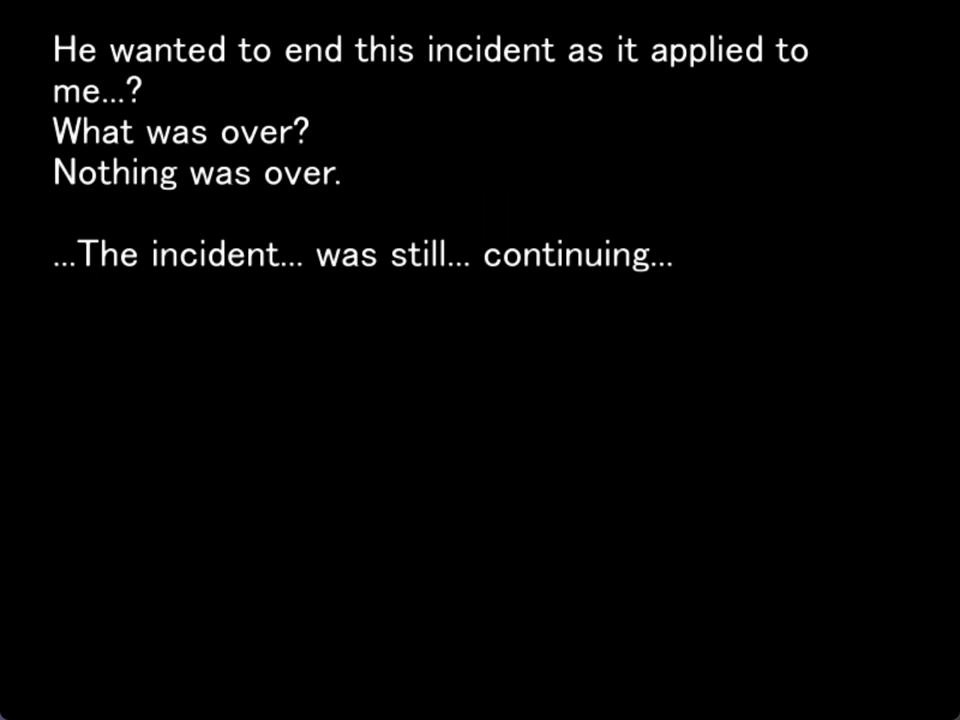 He wanted to end this incident as it applied to
me...?
What was over?
Nothing was over.
...The incident... was still... continuing...